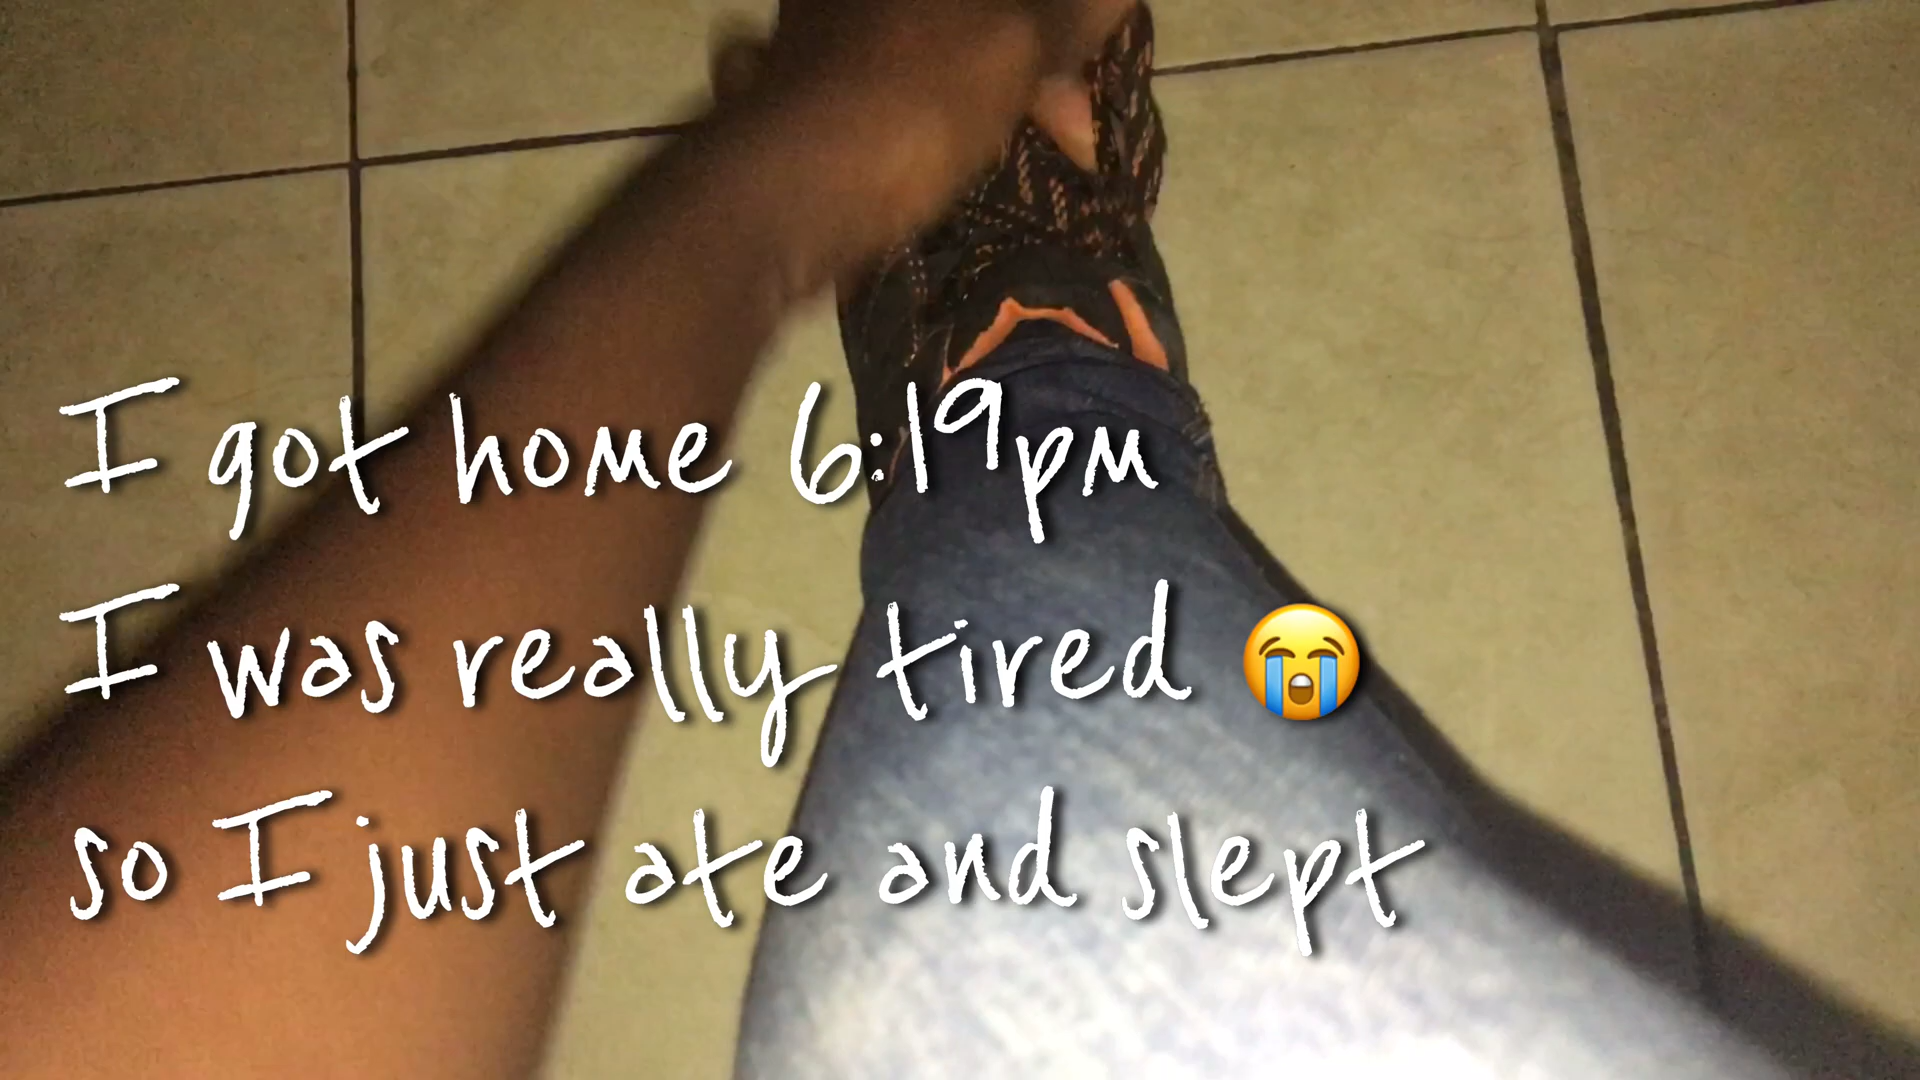 I got home 6:19pm
I was really tired 😭
so I just ate and slept